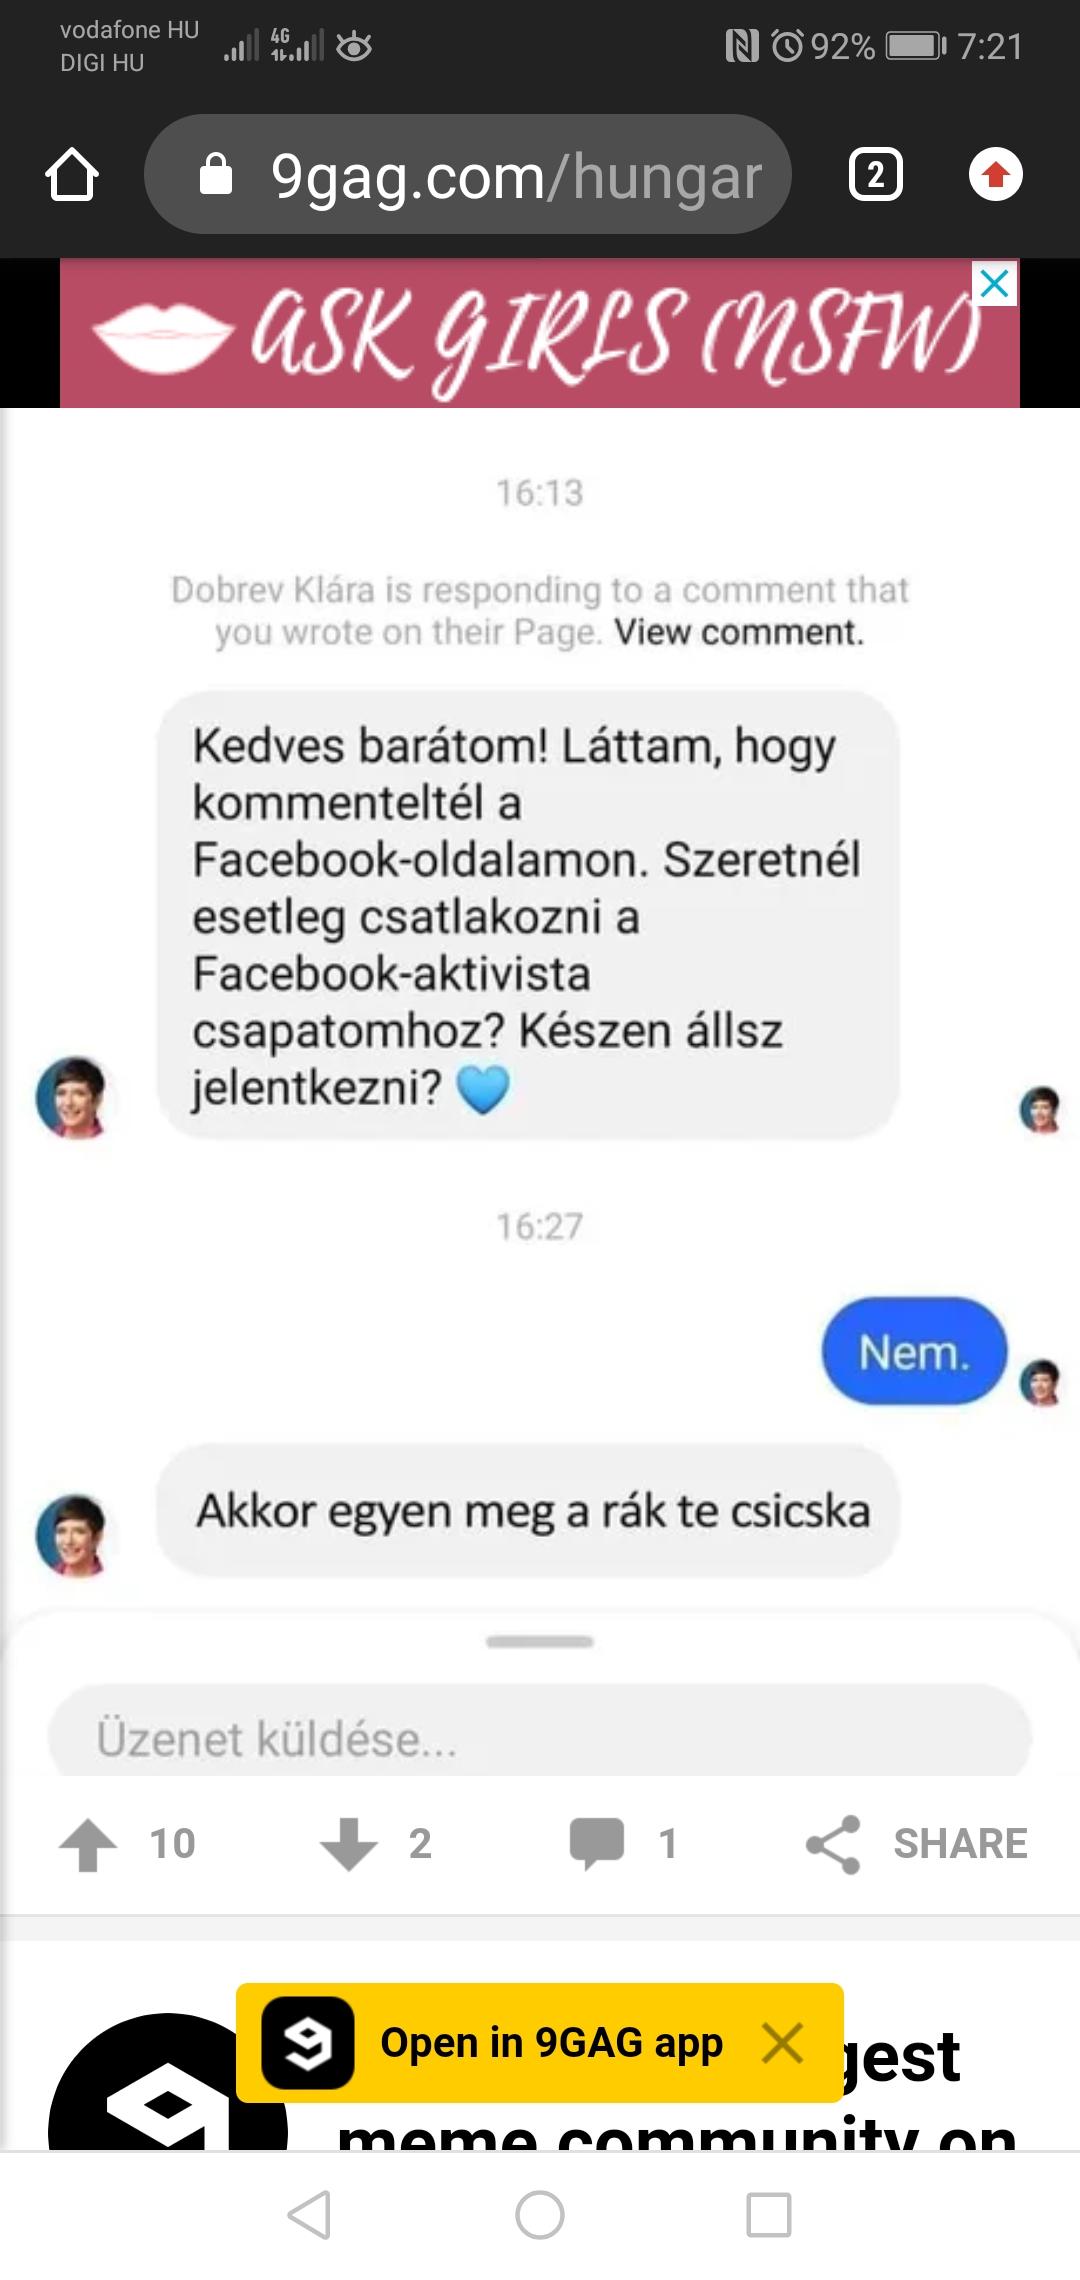 vodafone HU
DIGI HU
4G
92%
7:21
9gag.com/hungar
2
ASK GIRLS (NSFW)
16:13
Dobrev Klára is responding to a comment that
you wrote on their Page. View comment.
Kedves barátom! Láttam, hogy
kommenteltél a
Facebook-oldalamon. Szeretnél
esetleg csatlakozni a
Facebook-aktivista
csapatomhoz? Készen állsz
jelentkezni? 💙
16:27
Nem.
Akkor egyen meg a rák te csicska
Üzenet küldése...
10
2
1
SHARE
Open in 9GAG app
gest
meme community on